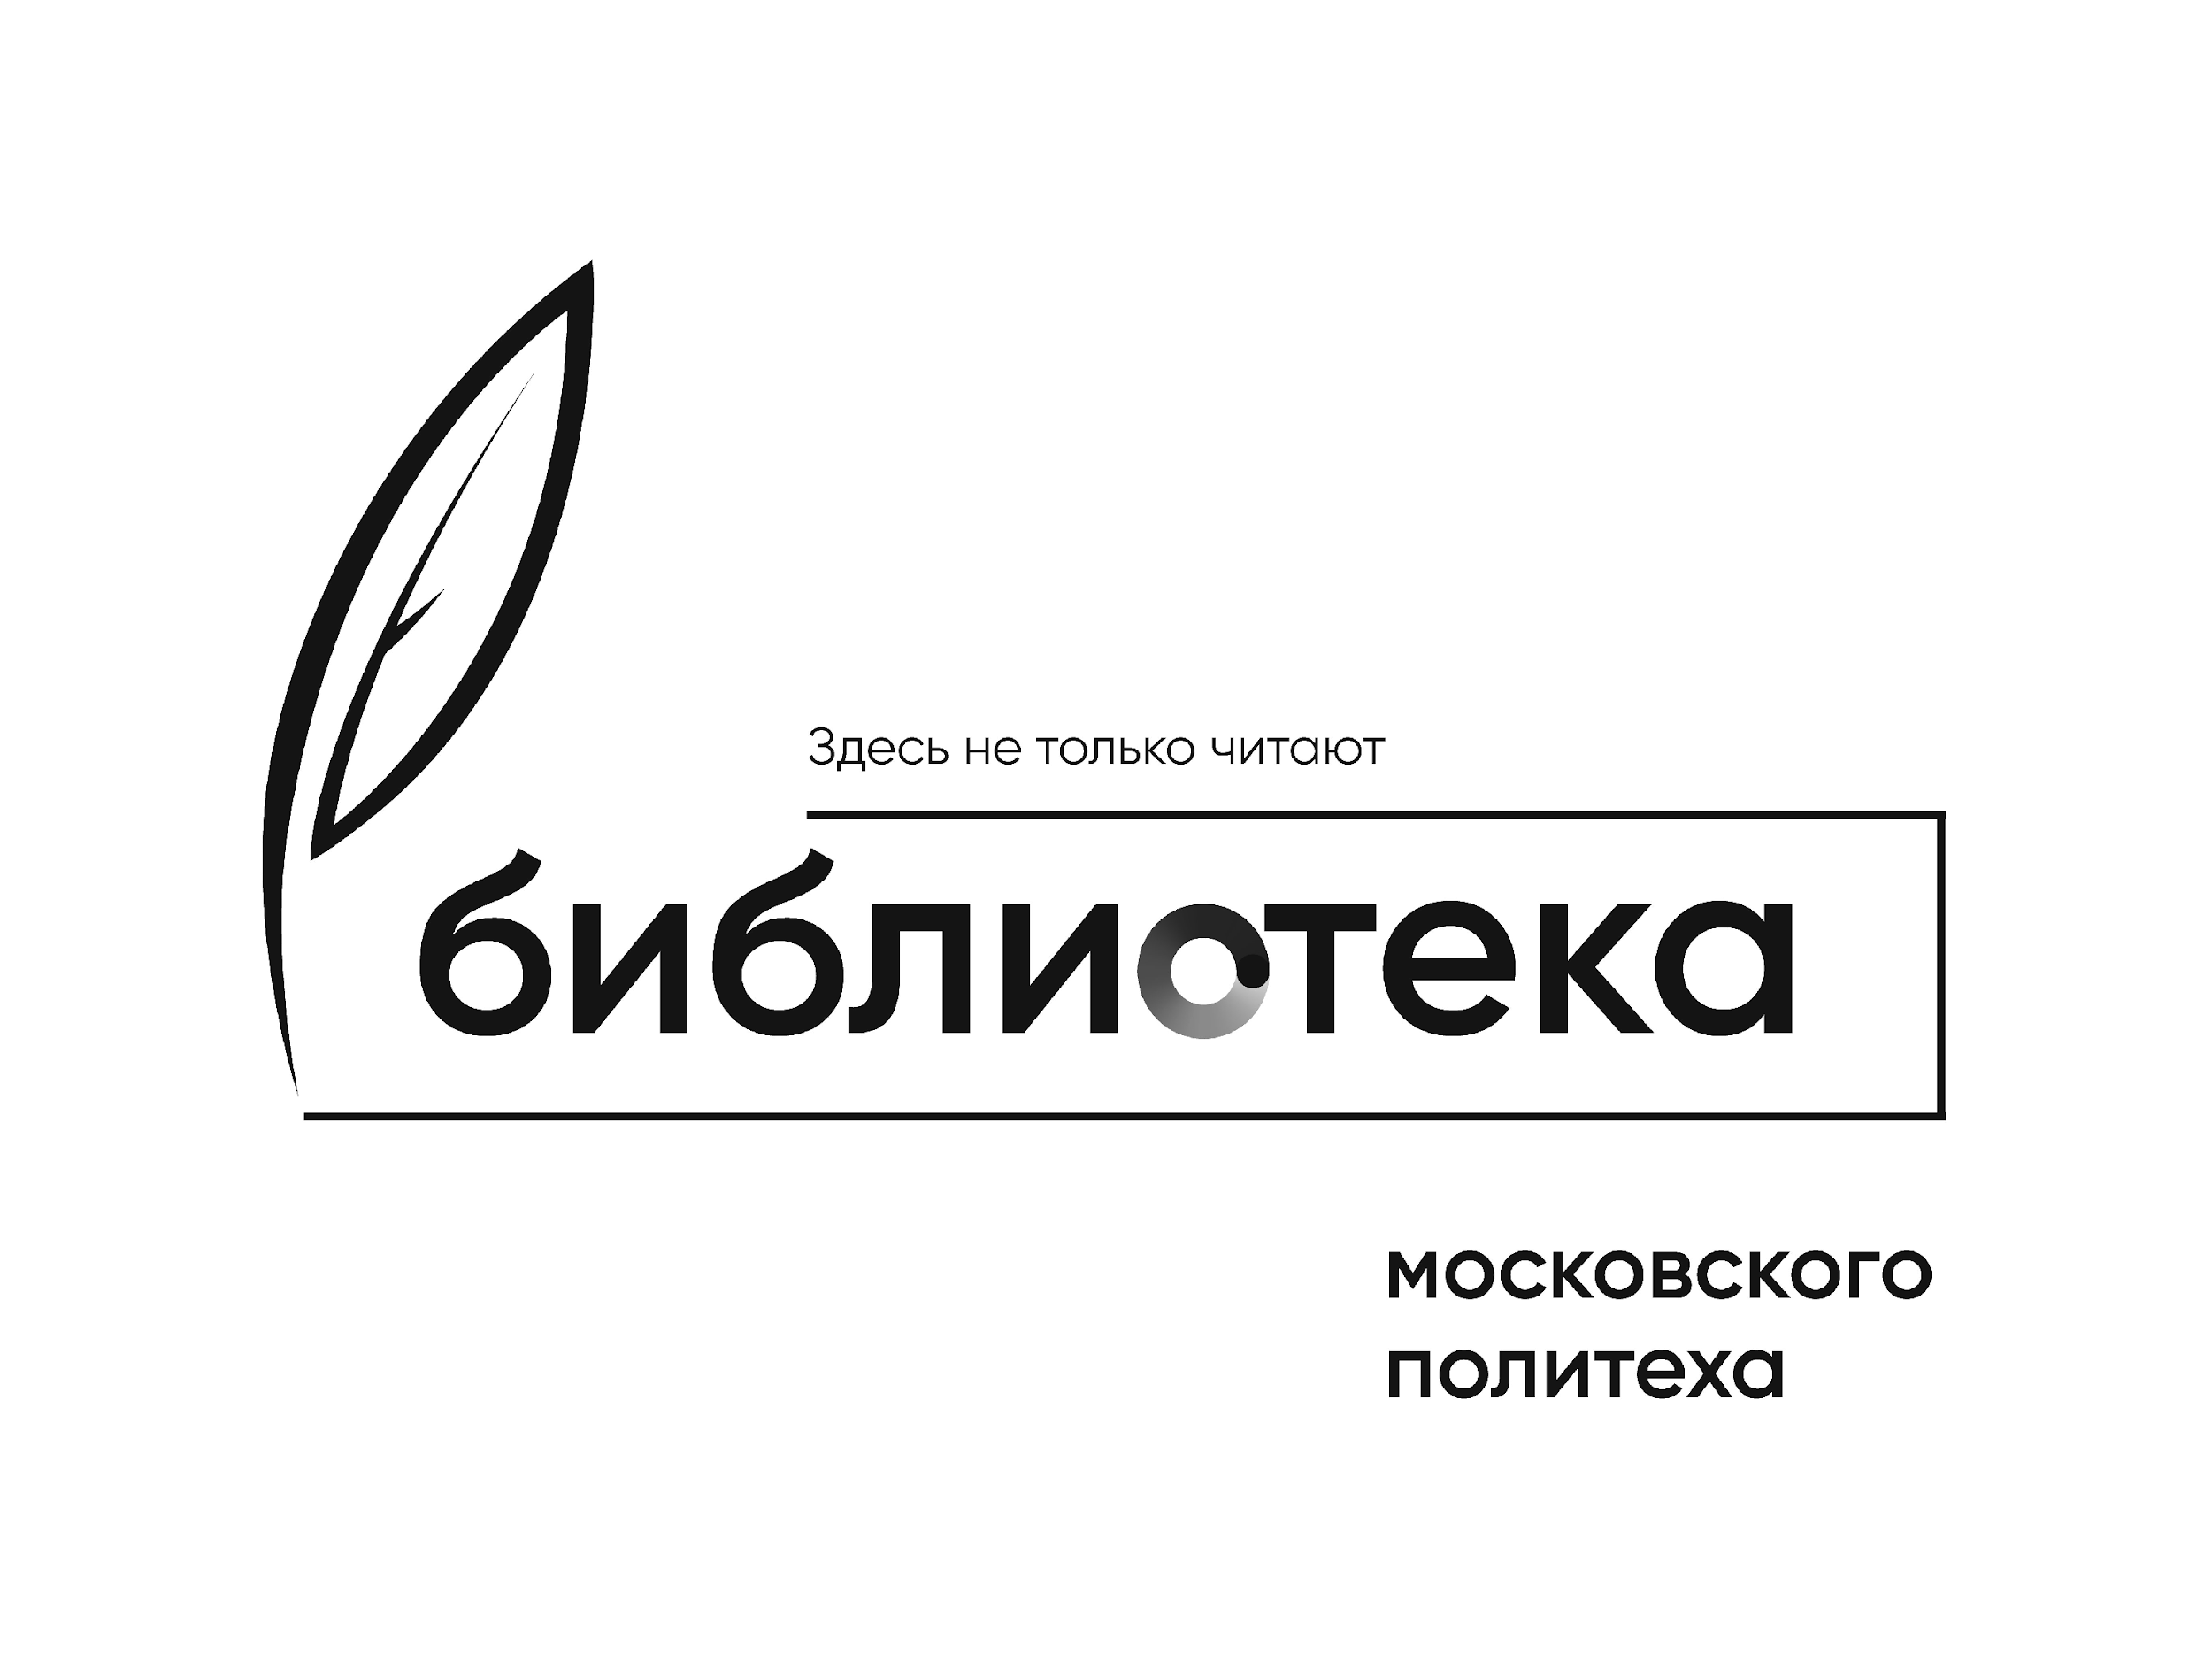 Здесь не только читают
библиотека
московского
политеха